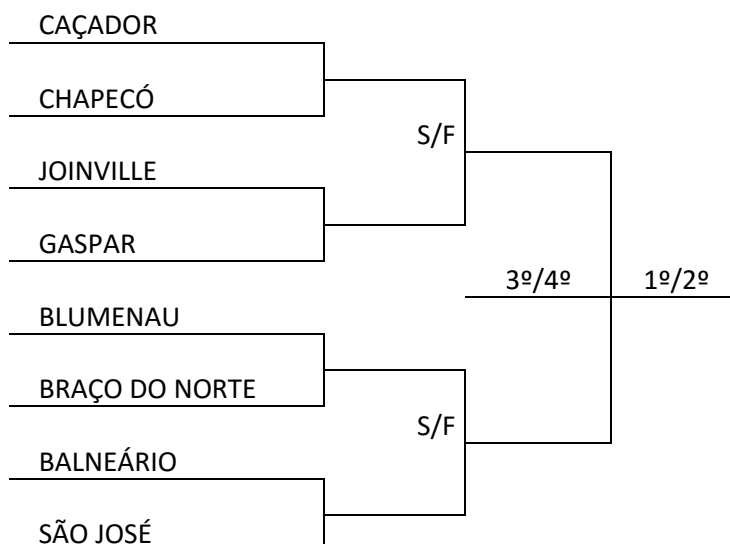 CAÇADOR
CHAPECÓ
S/F
JOINVILLE
GASPAR
3º/4º 1º/2º
BLUMENAU
BRAÇO DO NORTE
S/F
BALNEÁRIO
SÃO JOSÉ